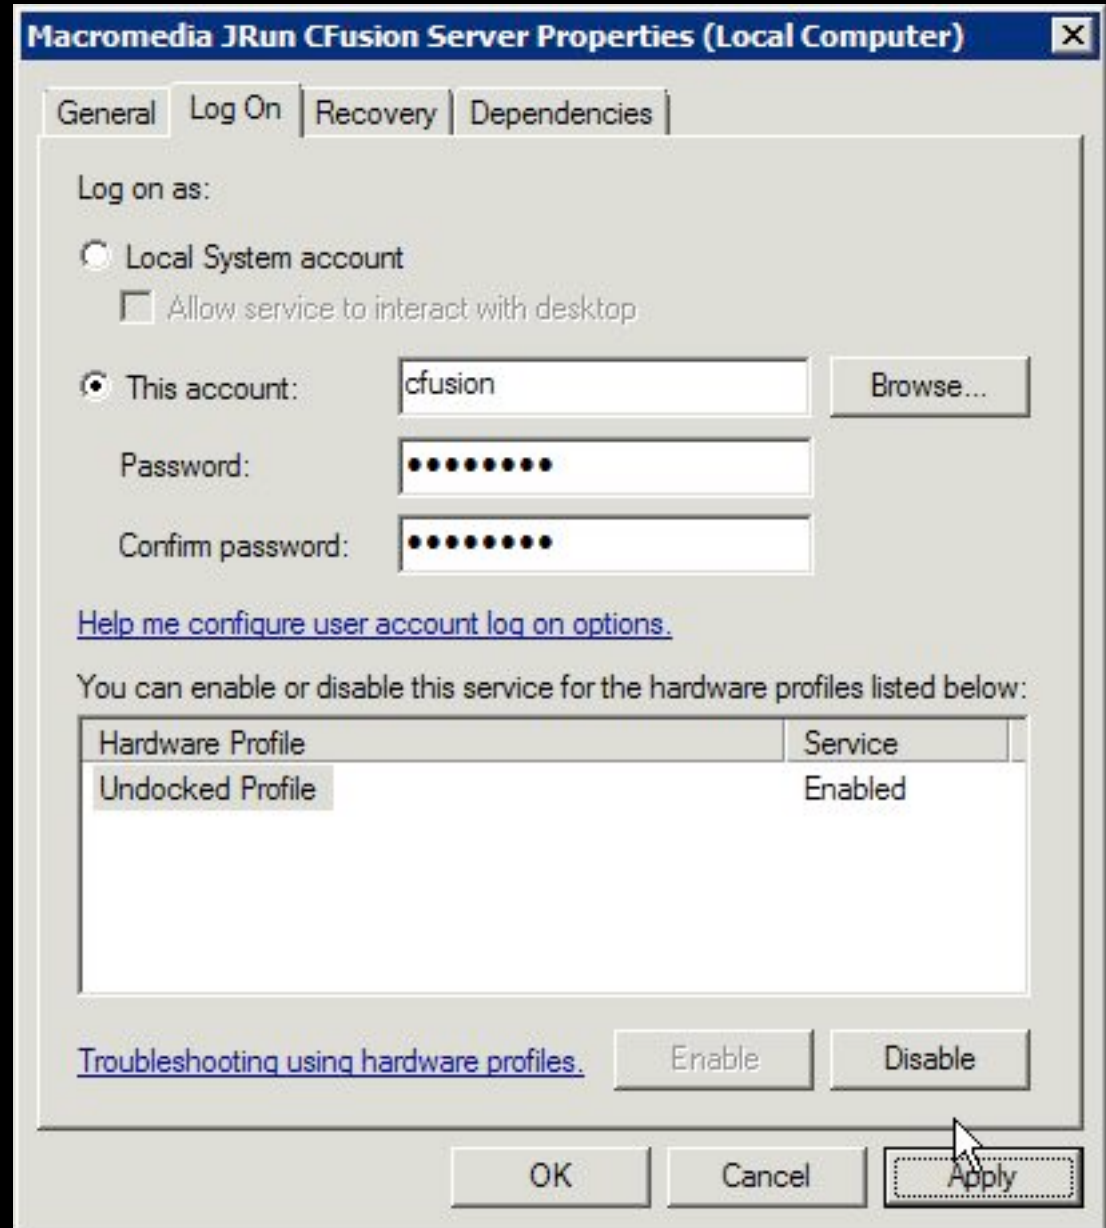 Macromedia JRun CFusion Server Properties (Local Computer)
General Log On Recovery Dependencies
Log on as:
Local System account
Allow service to interact with desktop
This account: cfusion Browse...
Password: ••••••••
Confirm password: ••••••••
Help me configure user account log on options.
You can enable or disable this service for the hardware profiles listed below:
Hardware Profile Service
Undocked Profile Enabled
Troubleshooting using hardware profiles. Enable Disable
OK Cancel Apply